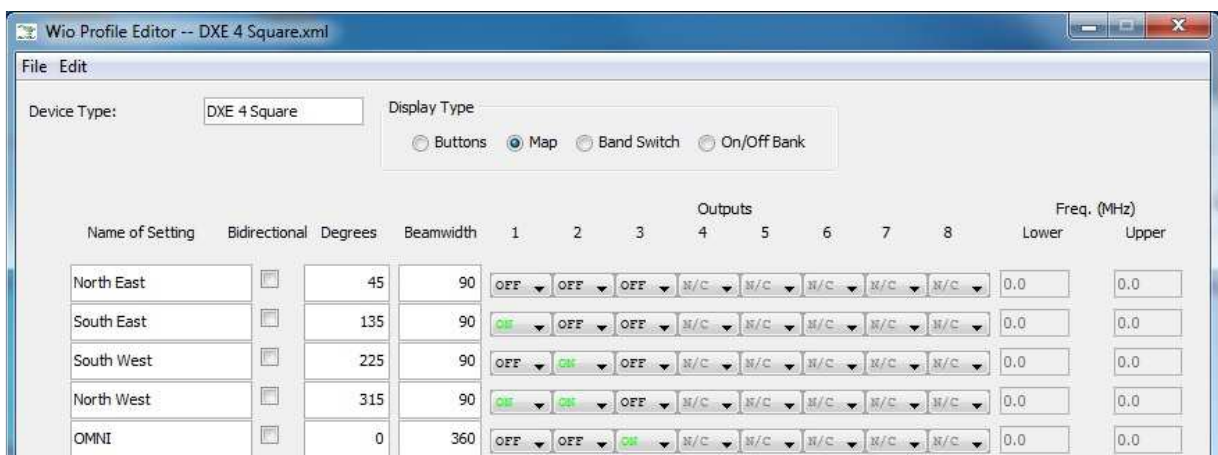 Wio Profile Editor -- DXE 4 Square.xml
File Edit
Device Type: DXE 4 Square
Display Type
Buttons Map Band Switch On/Off Bank
Outputs Freq. (MHz)
Name of Setting Bidirectional Degrees Beamwidth 1 2 3 4 5 6 7 8 Lower Upper
North East 45 90 OFF OFF OFF N/C N/C N/C N/C N/C 0.0 0.0
South East 135 90 ON OFF OFF N/C N/C N/C N/C N/C 0.0 0.0
South West 225 90 OFF ON OFF N/C N/C N/C N/C N/C 0.0 0.0
North West 315 90 ON ON OFF N/C N/C N/C N/C N/C 0.0 0.0
OMNI 0 360 OFF OFF ON N/C N/C N/C N/C N/C 0.0 0.0